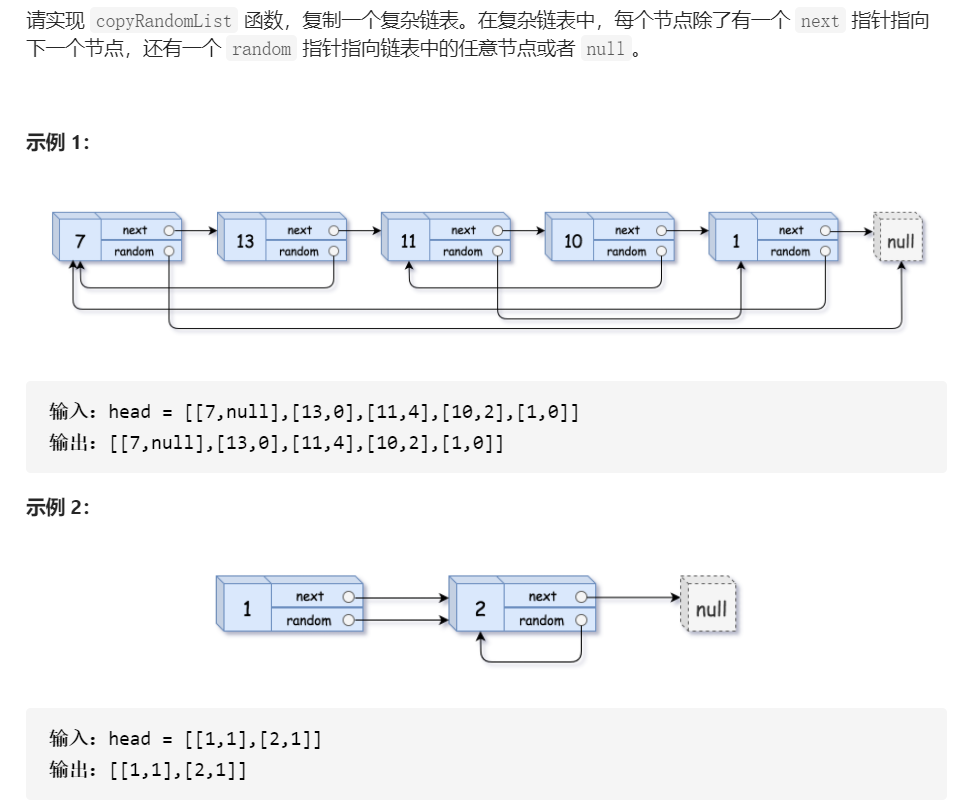 请实现 copyRandomList 函数，复制一个复杂链表。在复杂链表中，每个节点除了有一个 next 指针指向
下一个节点，还有一个 random 指针指向链表中的任意节点或者 null 。
示例 1：
7 next random 13 next random 11 next random 10 next random 1 next random null
输入：head = [[7,null],[13,0],[11,4],[10,2],[1,0]]
输出：[[7,null],[13,0],[11,4],[10,2],[1,0]]
示例 2：
1 next random 2 next random null
输入：head = [[1,1],[2,1]]
输出：[[1,1],[2,1]]